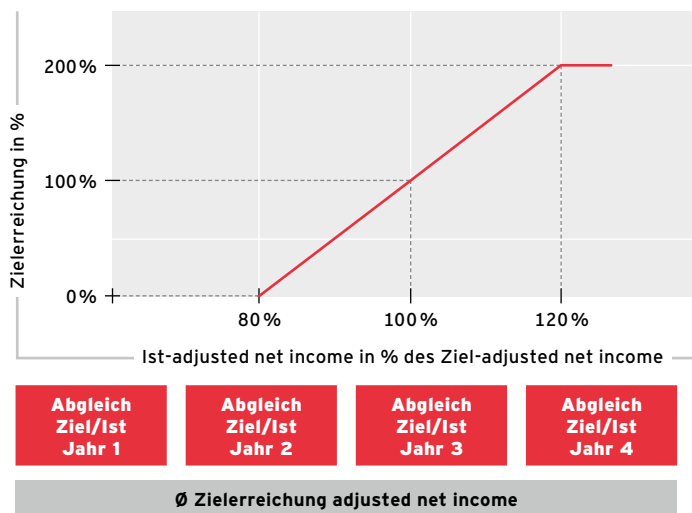 Zielerreichung in %
200 %
100 %
0 %
80 %
100 %
120 %
Ist-adjusted net income in % des Ziel-adjusted net income
Abgleich
Ziel/Ist
Jahr 1
Abgleich
Ziel/Ist
Jahr 2
Abgleich
Ziel/Ist
Jahr 3
Abgleich
Ziel/Ist
Jahr 4
Ø Zielerreichung adjusted net income